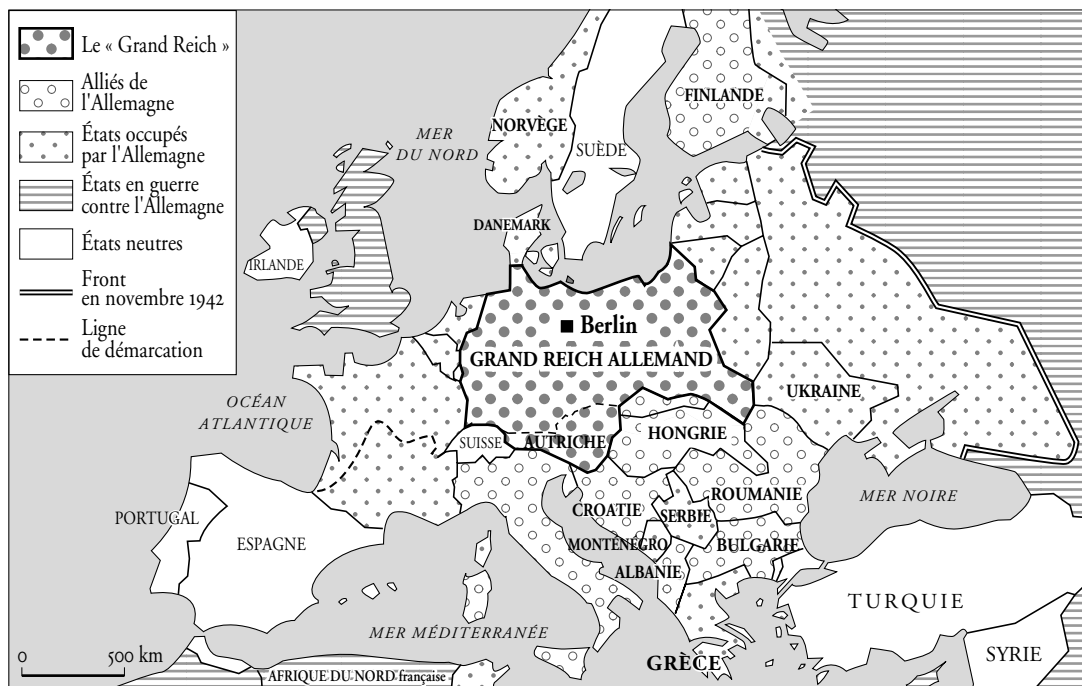 Le « Grand Reich »
Alliés de
l'Allemagne
États occupés
par l'Allemagne
États en guerre
contre l'Allemagne
États neutres
Front
en novembre 1942
Ligne
de démarcation
MER
DU NORD
NORVÈGE
SUÈDE
FINLANDE
DANEMARK
IRLANDE
Berlin
GRAND REICH ALLEMAND
UKRAINE
OCÉAN
ATLANTIQUE
SUISSE
AUTRICHE
HONGRIE
ROUMANIE
MER NOIRE
CROATIE
SERBIE
PORTUGAL
ESPAGNE
MONTÉNÉGRO
BULGARIE
ALBANIE
TURQUIE
MER MÉDITERRANÉE
GRÈCE
SYRIE
0 500 km
AFRIQUE DU NORD française